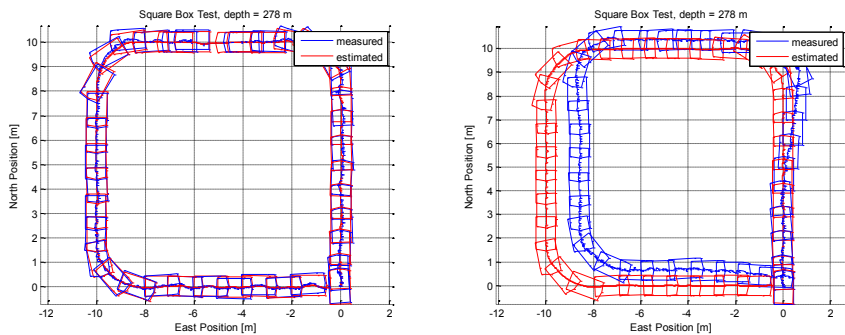 Square Box Test, depth = 278 m
measured
estimated
North Position [m]
10
9
8
7
6
5
4
3
2
1
0
-12 -10 -8 -6 -4 -2 0 2
East Position [m]
Square Box Test, depth = 278 m
measured
estimated
North Position [m]
10
9
8
7
6
5
4
3
2
1
0
-12 -10 -8 -6 -4 -2 0 2
East Position [m]